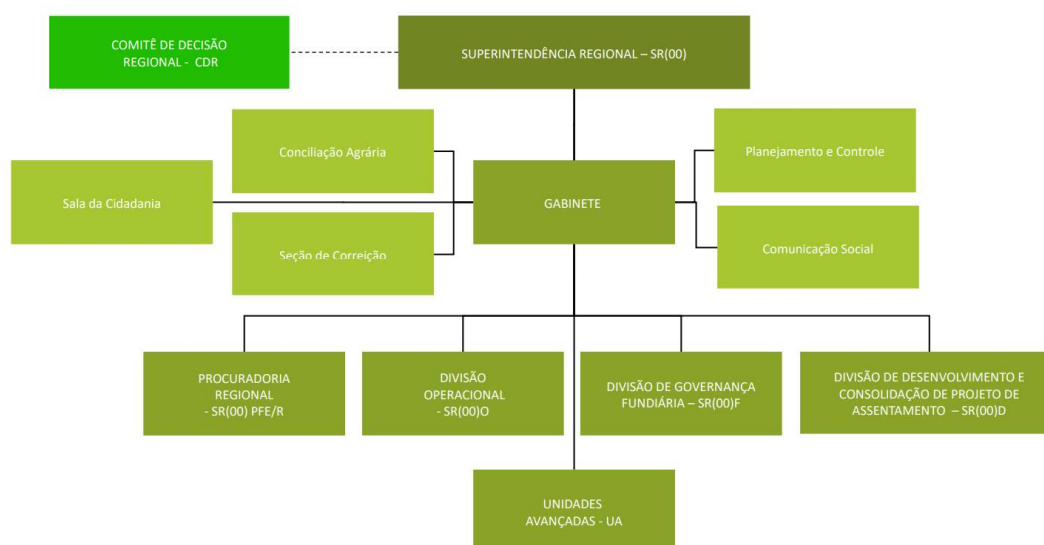 COMITÊ DE DECISÃO
REGIONAL - CDR
SUPERINTENDÊNCIA REGIONAL – SR(00)
Conciliação Agrária
Planejamento e Controle
Sala da Cidadania
GABINETE
Seção de Correição
Comunicação Social
PROCURADORIA
REGIONAL
- SR(00) PFE/R
DIVISÃO
OPERACIONAL
- SR(00)O
DIVISÃO DE GOVERNANÇA
FUNDIÁRIA – SR(00)F
DIVISÃO DE DESENVOLVIMENTO E
CONSOLIDAÇÃO DE PROJETO DE
ASSENTAMENTO – SR(00)D
UNIDADES
AVANÇADAS - UA